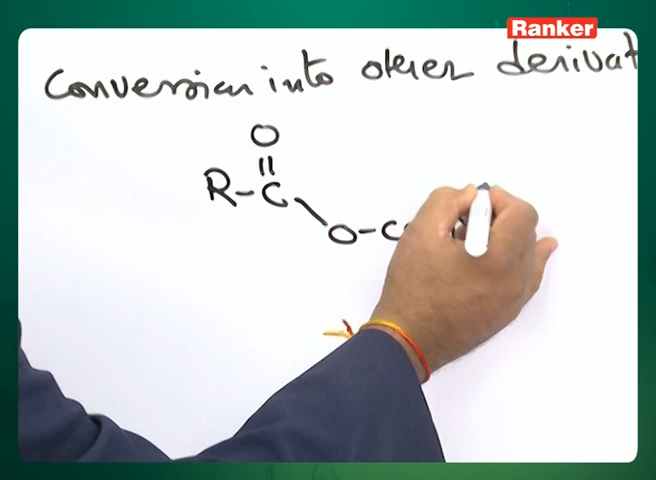 Ranker
Conversion into other derivat
O
R-C
O-C